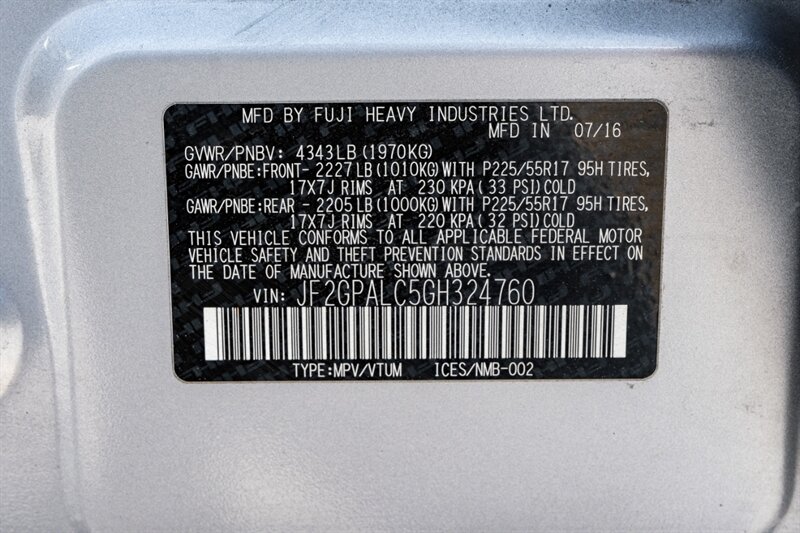 MFD BY FUJI HEAVY INDUSTRIES LTD.
MFD IN 07/16
GVWR/PNBV: 4343LB (1970KG)
GAWR/PNBE:FRONT- 2227LB (1010KG) WITH P225/55R17 95H TIRES,
17X7J RIMS AT 230 KPA ( 33 PSI) COLD
GAWR/PNBE:REAR - 2205LB (1000KG) WITH P225/55R17 95H TIRES,
17X7J RIMS AT 220 KPA ( 32 PSI) COLD
THIS VEHICLE CONFORMS TO ALL APPLICABLE FEDERAL MOTOR
VEHICLE SAFETY AND THEFT PREVENTION STANDARDS IN EFFECT ON
THE DATE OF MANUFACTURE SHOWN ABOVE.
VIN: JF2GPALC5GH324760
TYPE:MPV/VTUM ICES/NMB-002